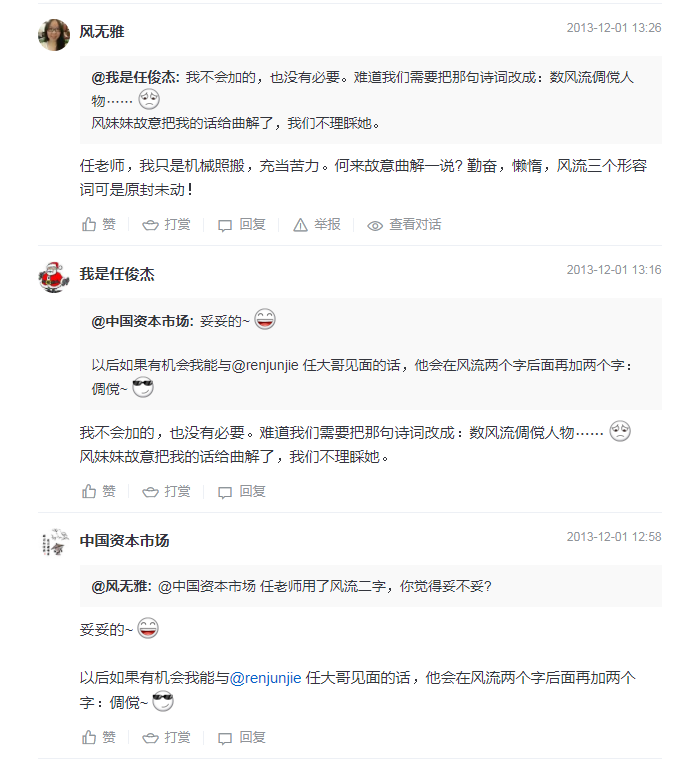 风无雅
2013-12-01 13:26
@我是任俊杰: 我不会加的，也没有必要。难道我们需要把那句诗词改成：数风流倜傥人
物……
风妹妹故意把我的话给曲解了，我们不理睬她。
任老师，我只是机械照搬，充当苦力。何来故意曲解一说? 勤奋，懒惰，风流三个形容
词可是原封未动！
赞 打赏 回复 举报 查看对话
我是任俊杰
2013-12-01 13:16
@中国资本市场: 妥妥的~
以后如果有机会我能与@renjunjie 任大哥见面的话，他会在风流两个字后面再加两个字：
倜傥~
我不会加的，也没有必要。难道我们需要把那句诗词改成：数风流倜傥人物……
风妹妹故意把我的话给曲解了，我们不理睬她。
赞 打赏 回复
中国资本市场
2013-12-01 12:58
@风无雅: @中国资本市场 任老师用了风流二字，你觉得妥不妥?
妥妥的~
以后如果有机会我能与@renjunjie 任大哥见面的话，他会在风流两个字后面再加两个
字：倜傥~
赞 打赏 回复